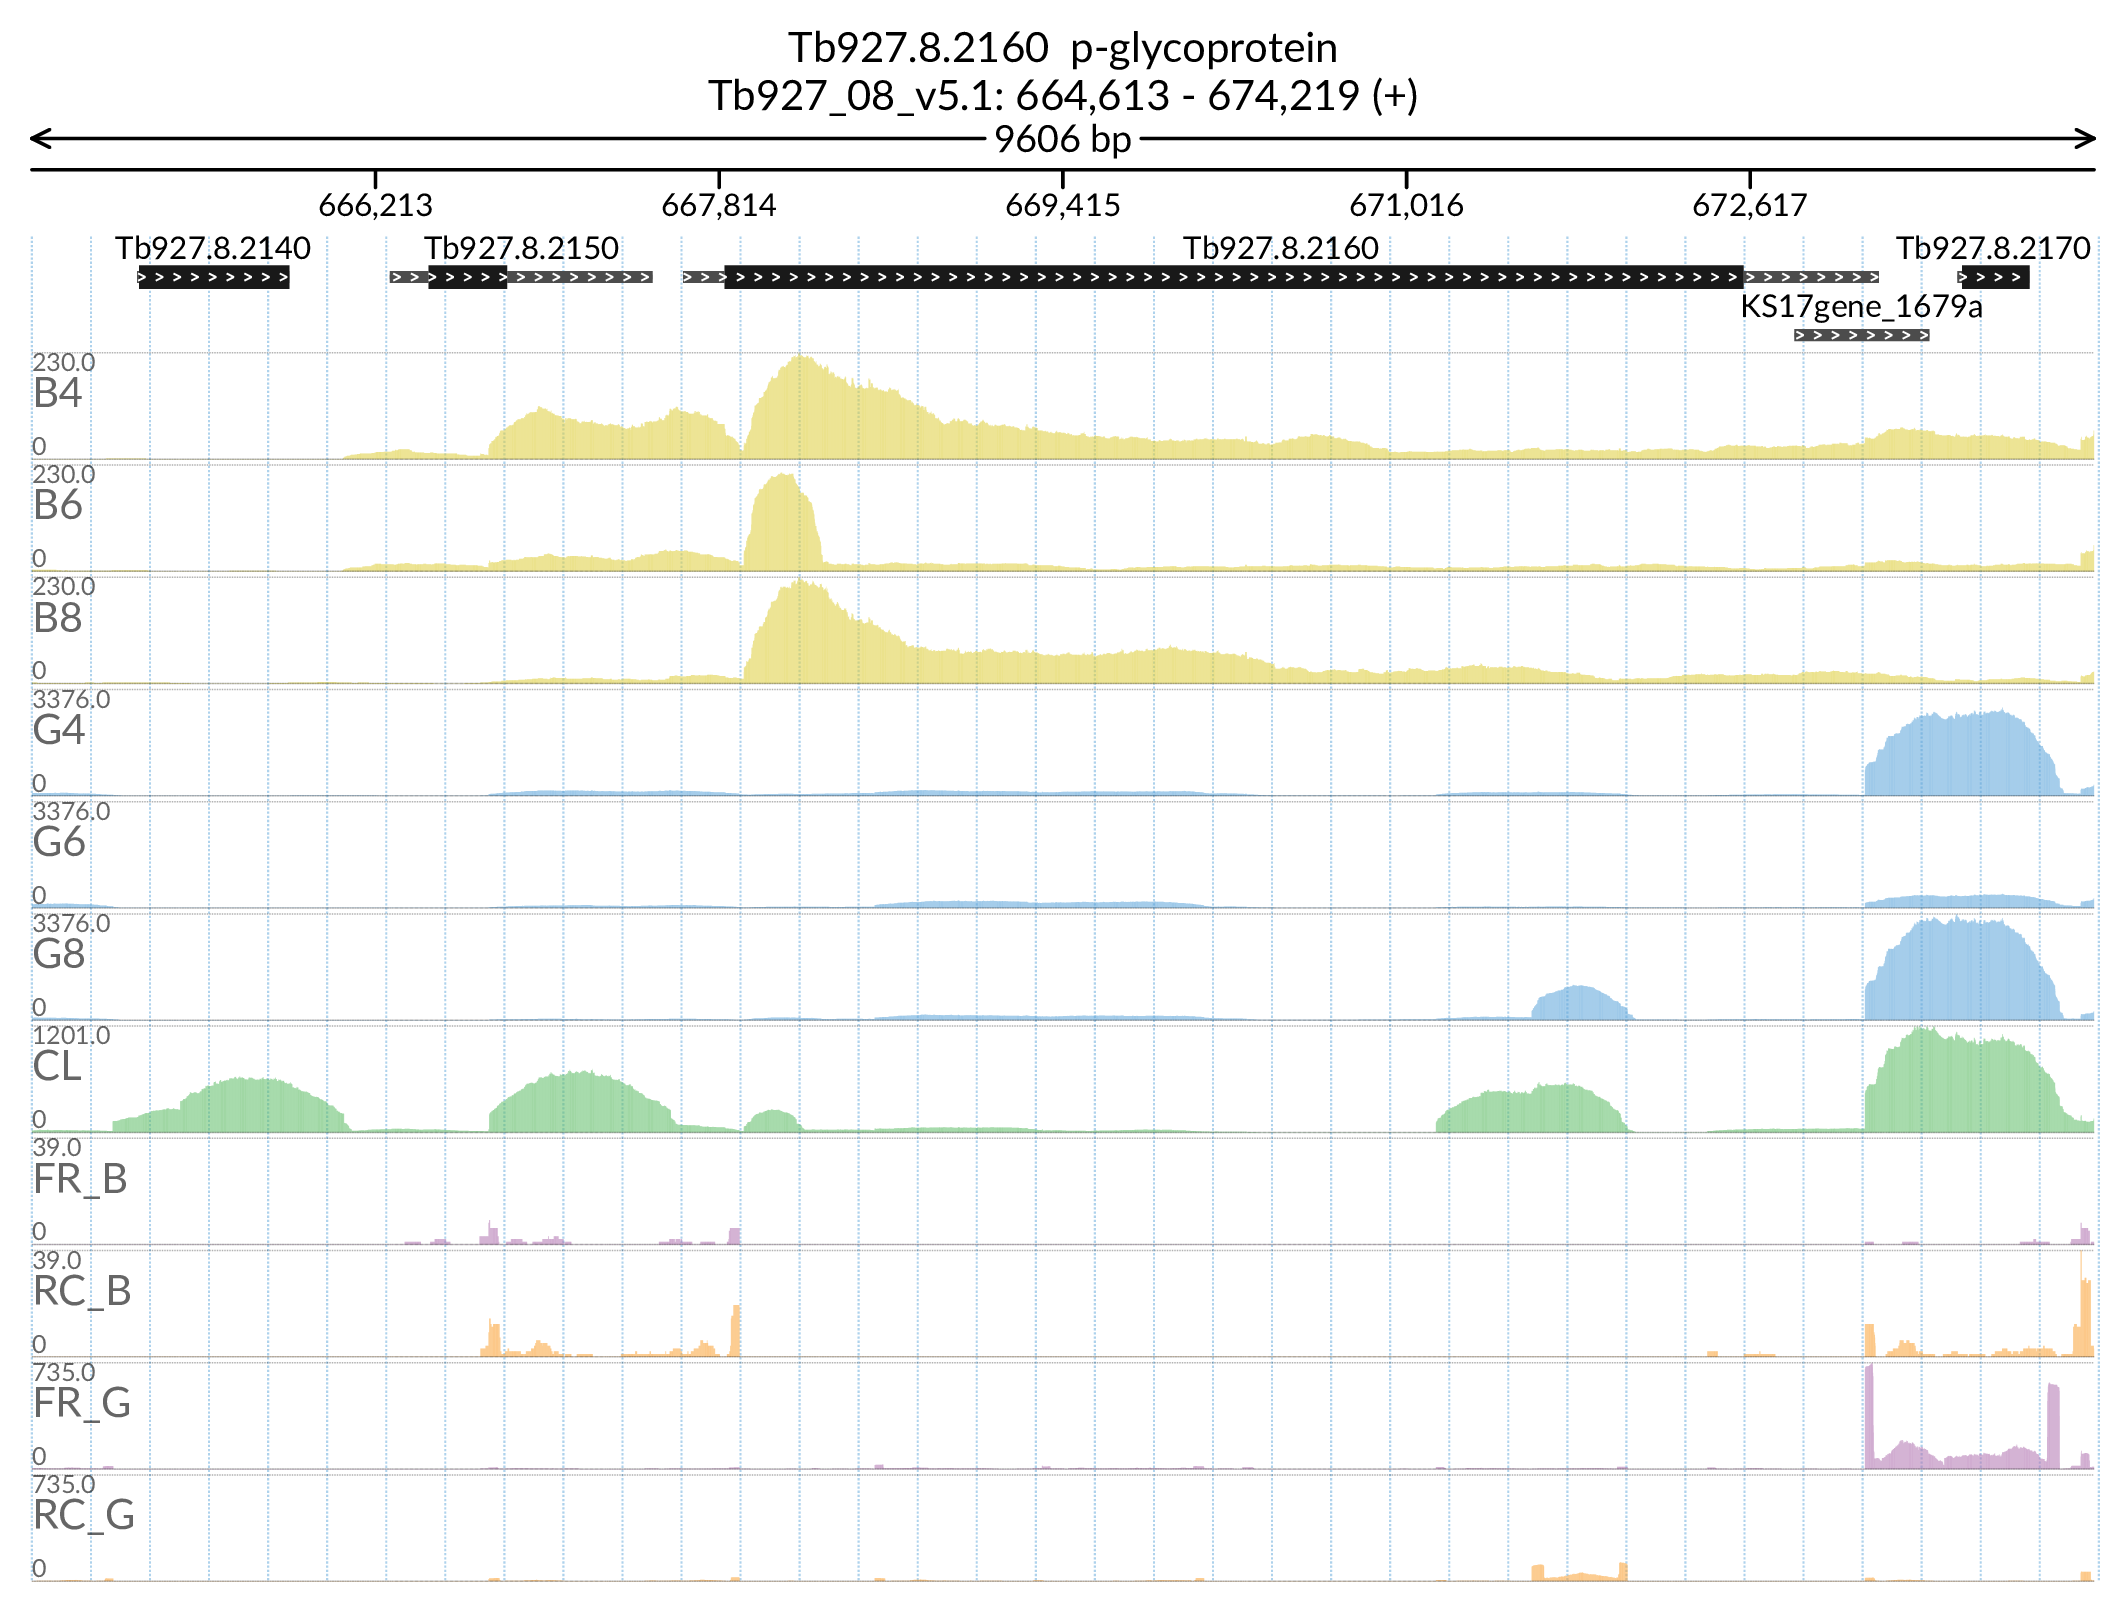 Tb927.8.2160 p-glycoprotein
Tb927_08_v5.1: 664,613 - 674,219 (+)
9606 bp
666,213 667,814 669,415 671,016 672,617
Tb927.8.2140 Tb927.8.2150 Tb927.8.2160 Tb927.8.2170
KS17gene_1679a
230.0
B4
0
230.0
B6
0
230.0
B8
0
3376.0
G4
0
3376.0
G6
0
3376.0
G8
0
1201.0
CL
0
39.0
FR_B
0
39.0
RC_B
0
735.0
FR_G
0
735.0
RC_G
0